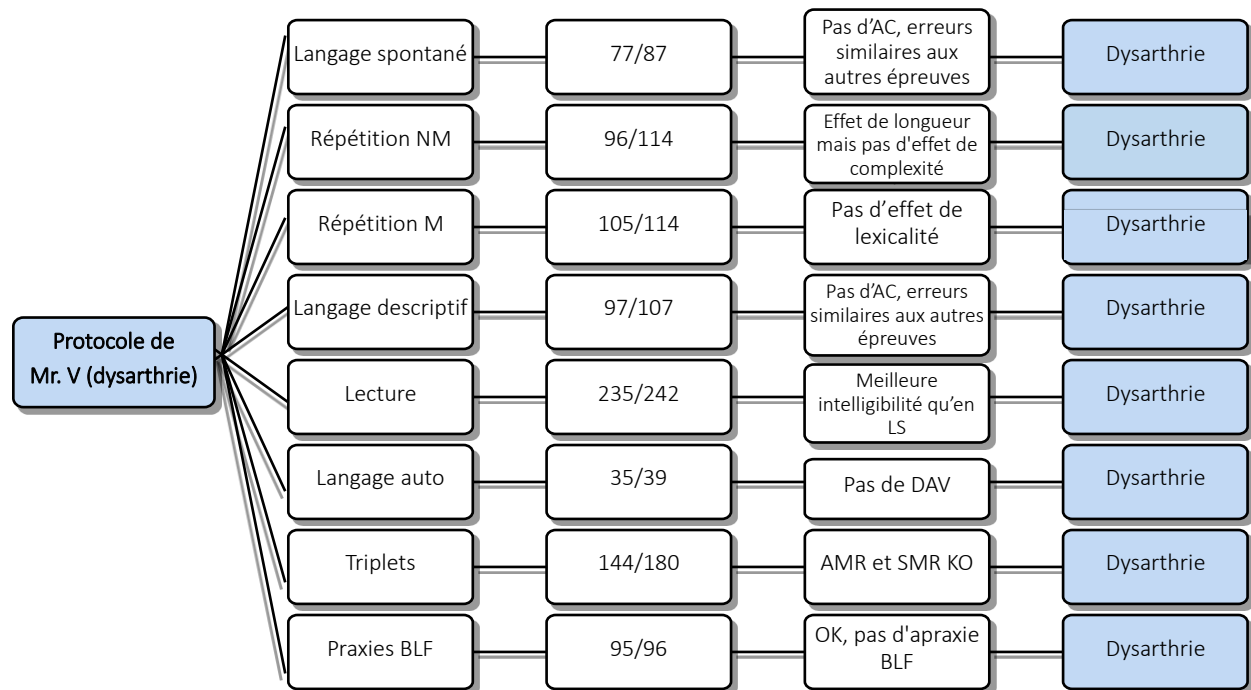 Protocole de
Mr. V (dysarthrie)
Langage spontané
77/87
Pas d’AC, erreurs
similaires aux
autres épreuves
Dysarthrie
Répétition NM
96/114
Effet de longueur
mais pas d'effet de
complexité
Dysarthrie
Répétition M
105/114
Pas d’effet de
lexicalité
Dysarthrie
Langage descriptif
97/107
Pas d’AC, erreurs
similaires aux autres
épreuves
Dysarthrie
Lecture
235/242
Meilleure
intelligibilité qu’en
LS
Dysarthrie
Langage auto
35/39
Pas de DAV
Dysarthrie
Triplets
144/180
AMR et SMR KO
Dysarthrie
Praxies BLF
95/96
OK, pas d'apraxie
BLF
Dysarthrie